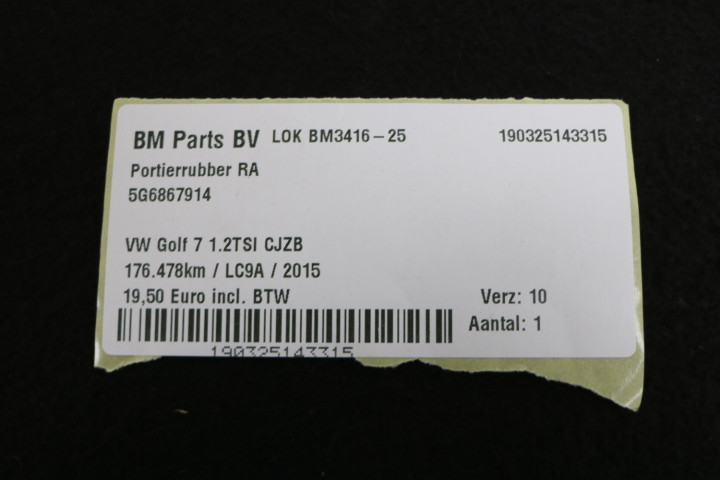 BM Parts BV LOK BM3416-25 190325143315
Portierrubber RA
5G6867914
VW Golf 7 1.2TSI CJZB
176.478km / LC9A / 2015
19,50 Euro incl. BTW Verz: 10
Aantal: 1
190325143315